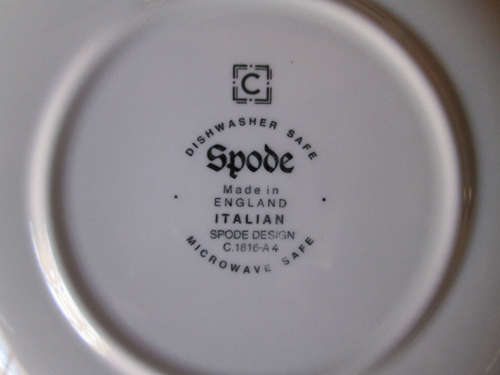 C
DISHWASHER SAFE
Spode
Made in
ENGLAND
ITALIAN
SPODE DESIGN
C.1816-A4
MICROWAVE SAFE